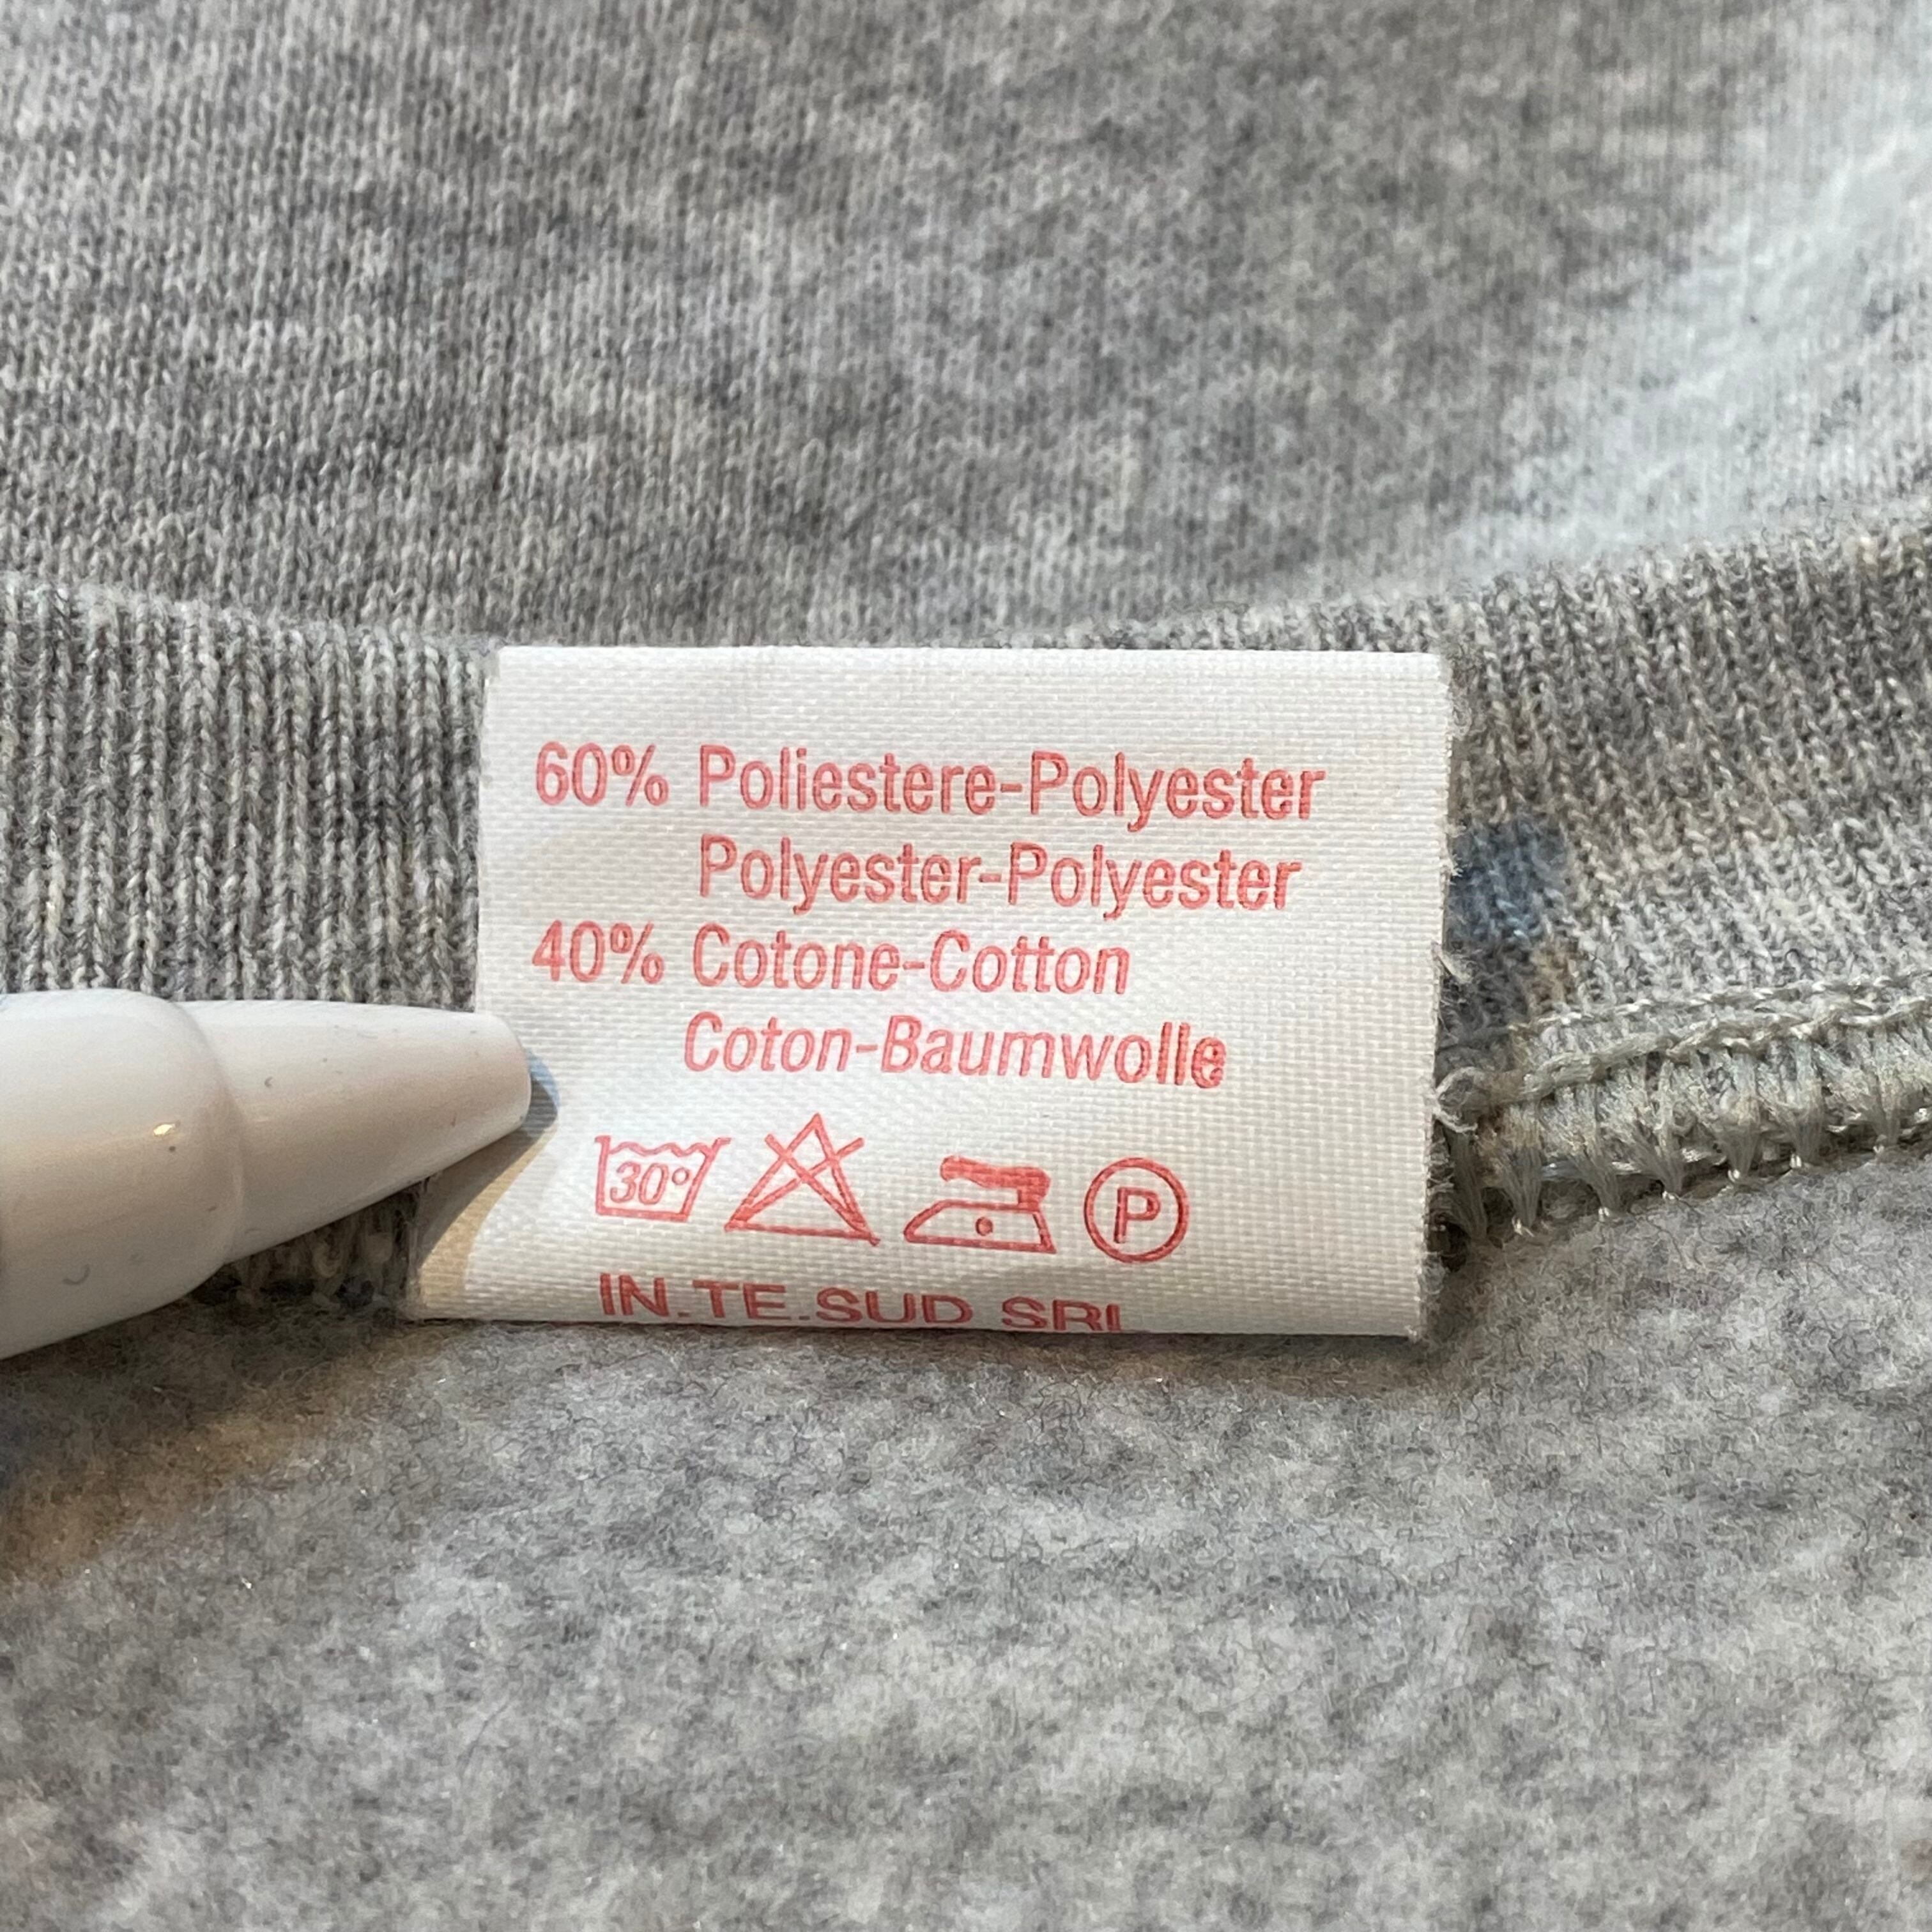 60% Poliestere-Polyester
Polyester-Polyester
40% Cotone-Cotton
Coton-Baumwolle
30° P
IN.TE.SUD SRL